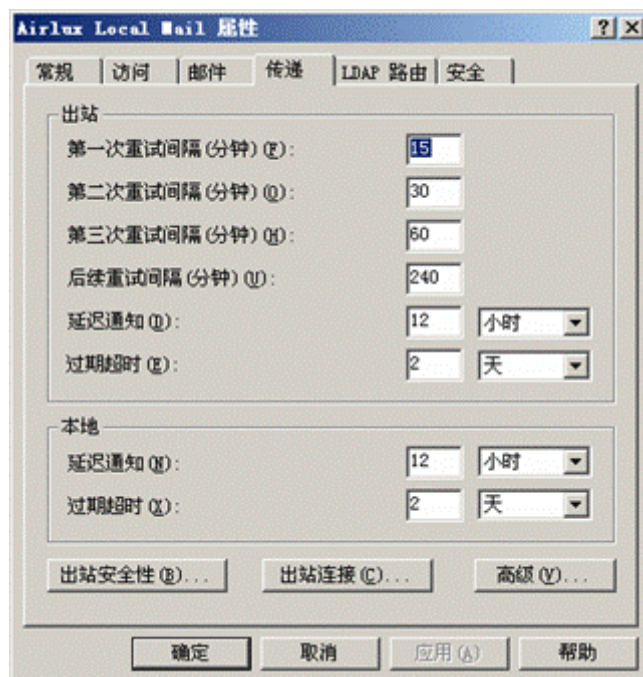 Airlux Local Mail 属性
常规 访问 邮件 传递 LDAP 路由 安全
出站
第一次重试间隔(分钟)(F): 15
第二次重试间隔(分钟)(O): 30
第三次重试间隔(分钟)(H): 60
后续重试间隔(分钟)(U): 240
延迟通知(D): 12 小时
过期超时(E): 2 天
本地
延迟通知(N): 12 小时
过期超时(X): 2 天
出站安全性(B)... 出站连接(C)... 高级(V)...
确定 取消 应用(A) 帮助